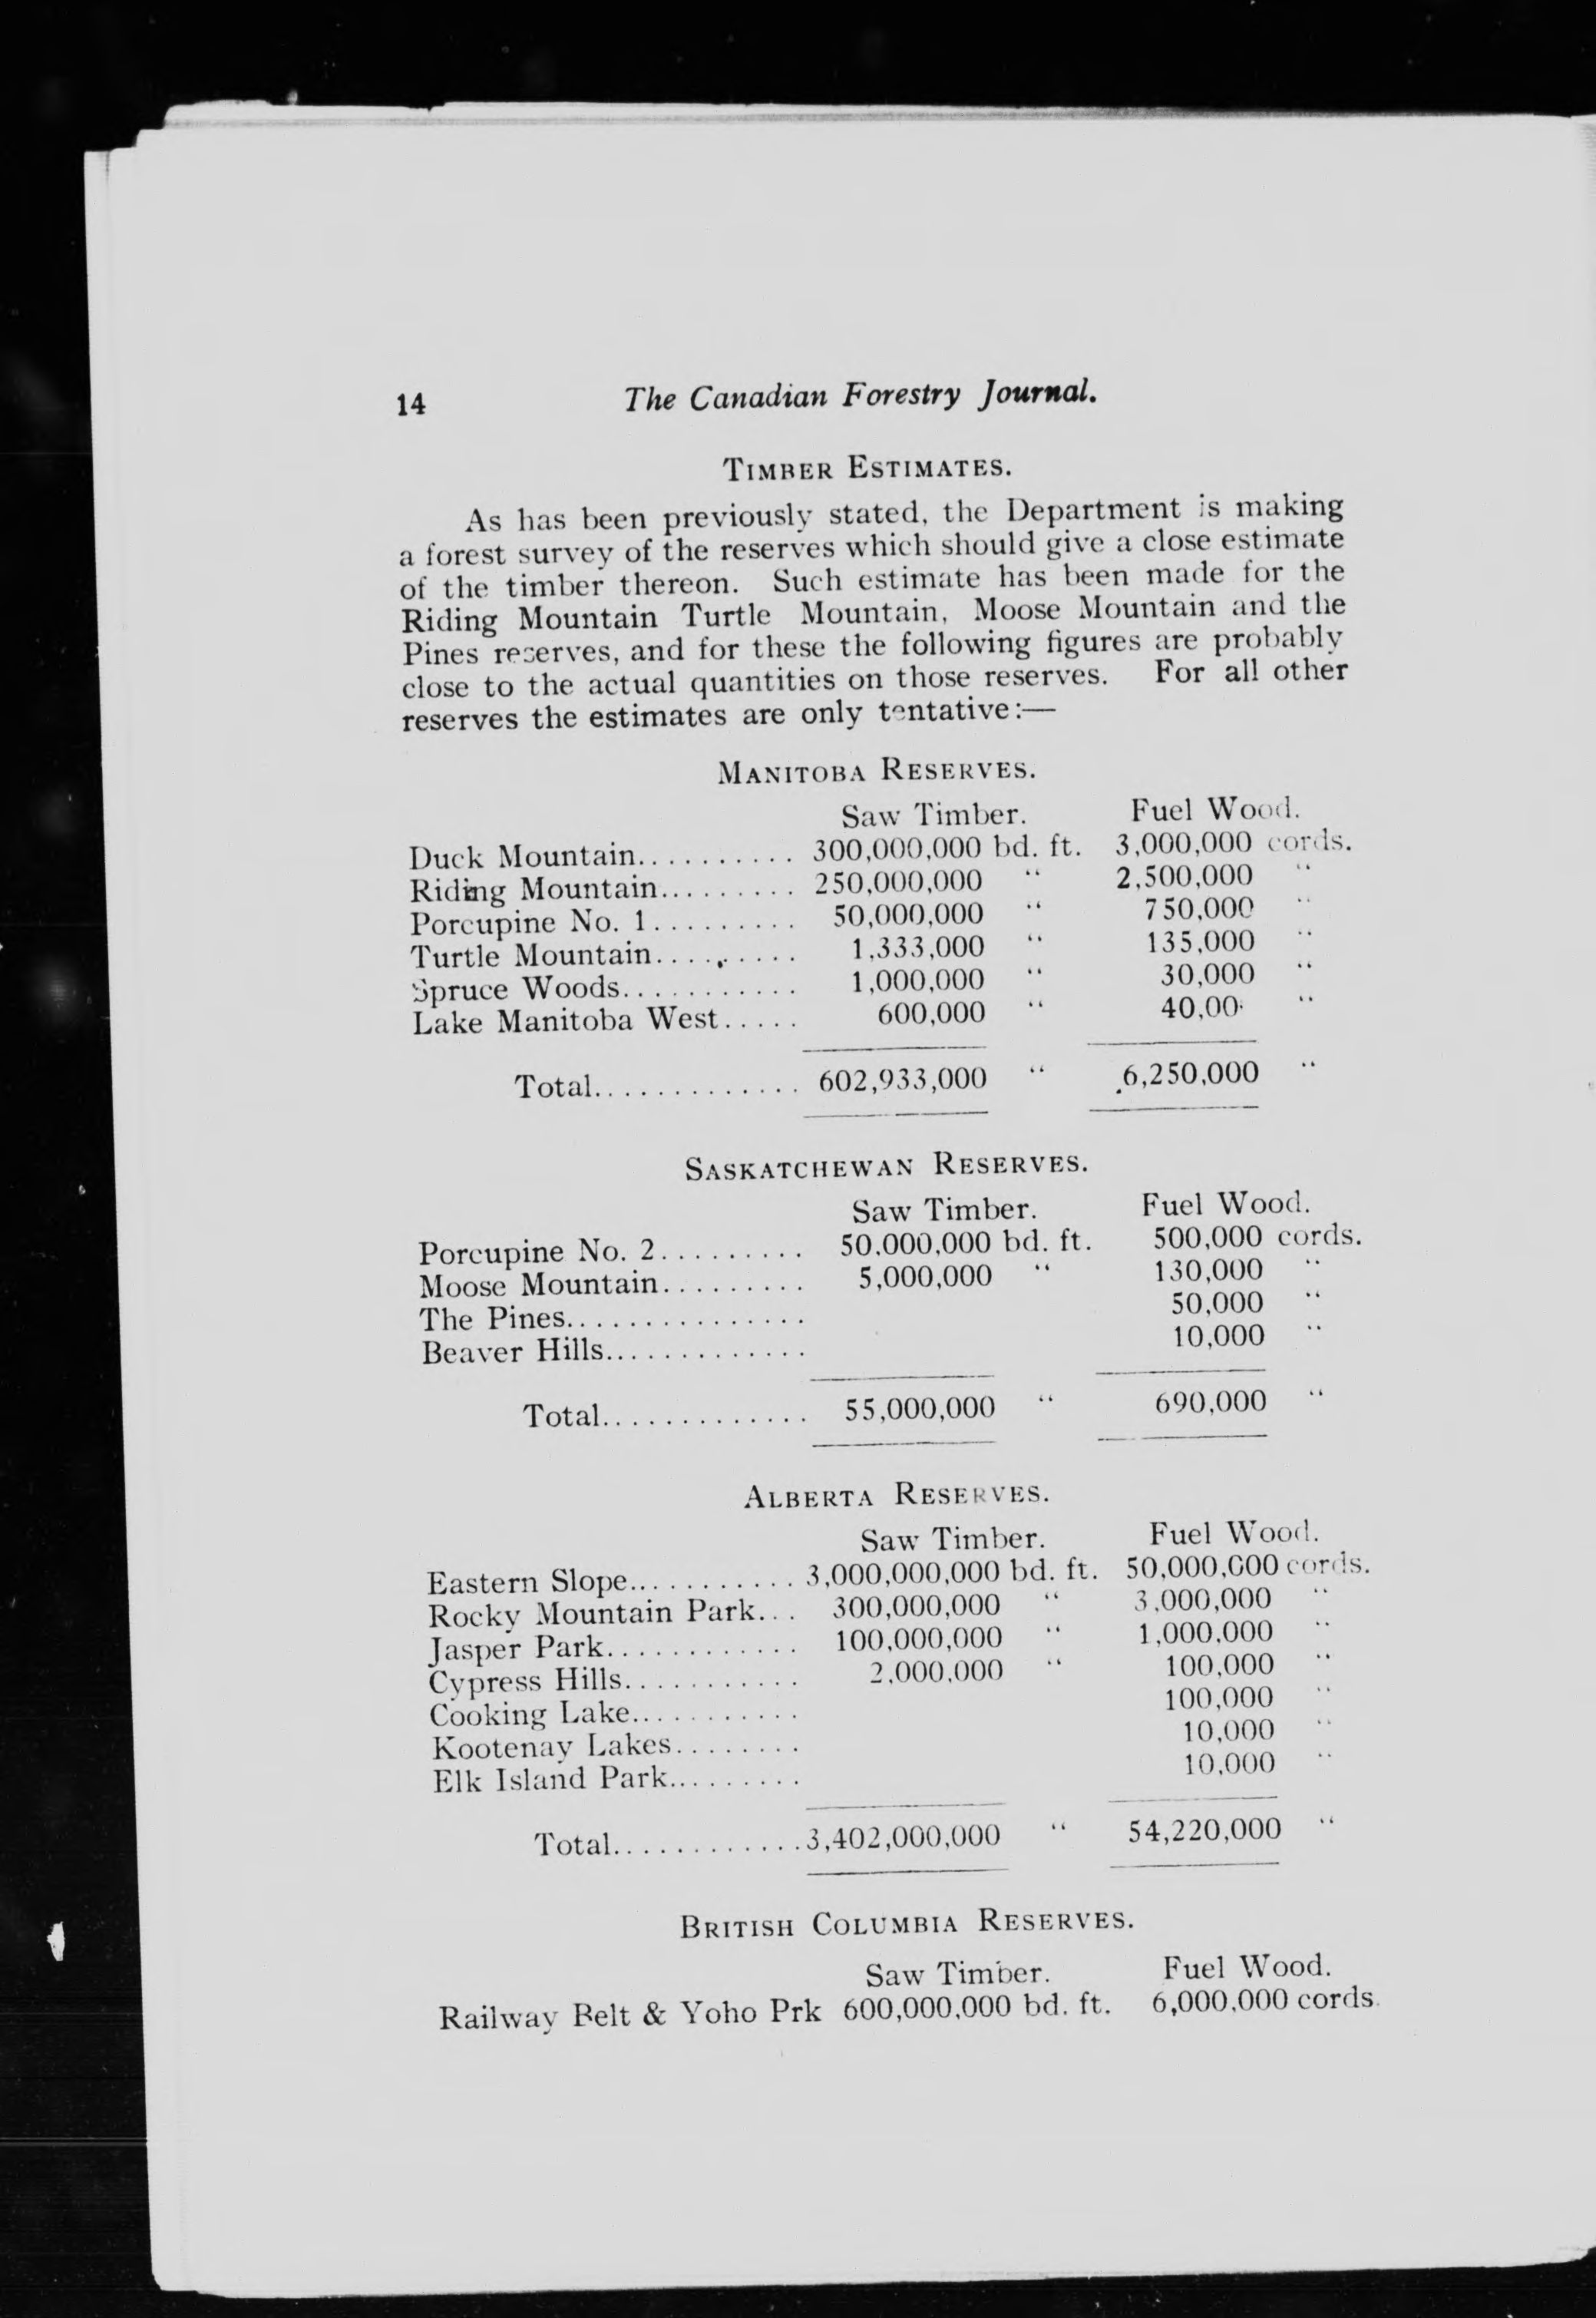 14 The Canadian Forestry Journal.
TIMBER ESTIMATES.
As has been previously stated, the Department is making
a forest survey of the reserves which should give a close estimate
of the timber thereon. Such estimate has been made for the
Riding Mountain Turtle Mountain, Moose Mountain and the
Pines reserves, and for these the following figures are probably
close to the actual quantities on those reserves. For all other
reserves the estimates are only tentative:—
MANITOBA RESERVES.
Saw Timber. Fuel Wood.
Duck Mountain.......... 300,000,000 bd. ft. 3,000,000 cords.
Riding Mountain......... 250,000,000 “ 2,500,000 “
Porcupine No. 1......... 50,000,000 “ 750,000 “
Turtle Mountain......... 1,333,000 “ 135,000 “
Spruce Woods........... 1,000,000 “ 30,000 “
Lake Manitoba West..... 600,000 “ 40,00 “
Total............. 602,933,000 “ 6,250,000 “
SASKATCHEWAN RESERVES.
Saw Timber. Fuel Wood.
Porcupine No. 2......... 50,000,000 bd. ft. 500,000 cords.
Moose Mountain......... 5,000,000 “ 130,000 “
The Pines............... 50,000 “
Beaver Hills............. 10,000 “
Total............. 55,000,000 “ 690,000 “
ALBERTA RESERVES.
Saw Timber. Fuel Wood.
Eastern Slope........... 3,000,000,000 bd. ft. 50,000,000 cords.
Rocky Mountain Park... 300,000,000 “ 3,000,000 “
Jasper Park............ 100,000,000 “ 1,000,000 “
Cypress Hills........... 2,000,000 “ 100,000 “
Cooking Lake........... 100,000 “
Kootenay Lakes........ 10,000 “
Elk Island Park......... 10,000 “
Total............3,402,000,000 “ 54,220,000 “
BRITISH COLUMBIA RESERVES.
Saw Timber. Fuel Wood.
Railway Belt & Yoho Prk 600,000,000 bd. ft. 6,000,000 cords.